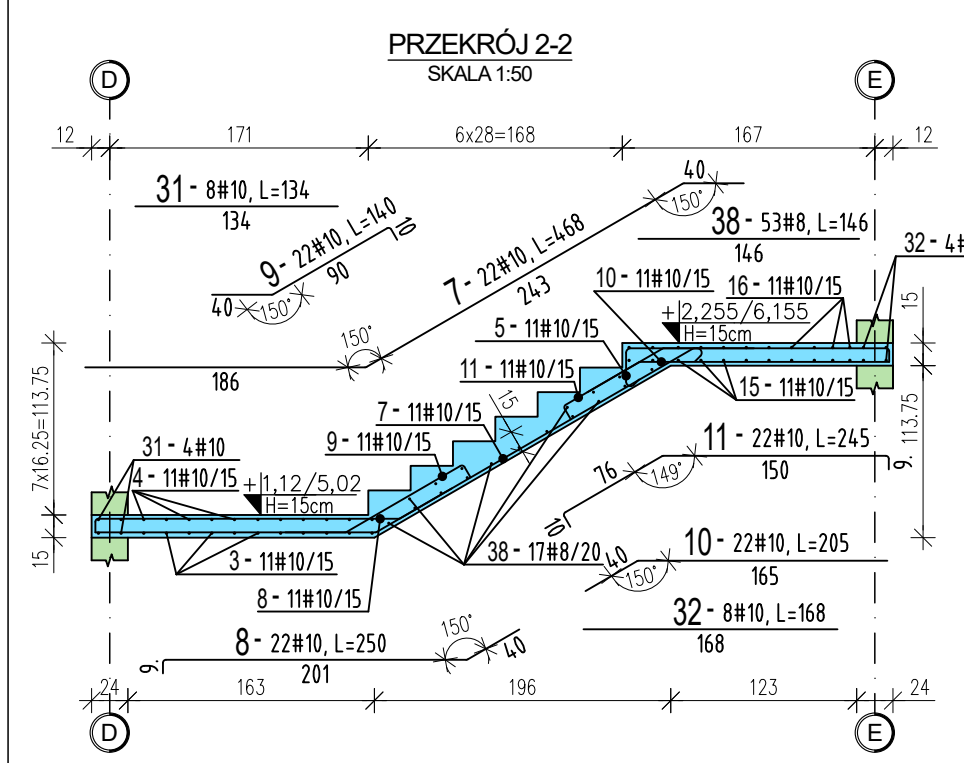 PRZEKRÓJ 2-2
SKALA 1:50
D
E
12
171
6x28=168
167
12
31 - 8#10, L=134
134
9 - 22#10, L=140
90
10
40
150°
7 - 22#10, L=468
243
40
150°
150°
186
38 - 53#8, L=146
146
32 - 4#
10 - 11#10/15
16 - 11#10/15
15
+2,255/6,155
H=15cm
5 - 11#10/15
11 - 11#10/15
15 - 11#10/15
7 - 11#10/15
15
9 - 11#10/15
7x16.25=113.75
113.75
31 - 4#10
4 - 11#10/15
+1,12/5,02
H=15cm
11 - 22#10, L=245
150
9.
76
149°
10
15
3 - 11#10/15
38 - 17#8/20
8 - 11#10/15
10 - 22#10, L=205
165
40
150°
32 - 8#10, L=168
168
8 - 22#10, L=250
201
9.
150°
40
24
163
196
123
24
D
E